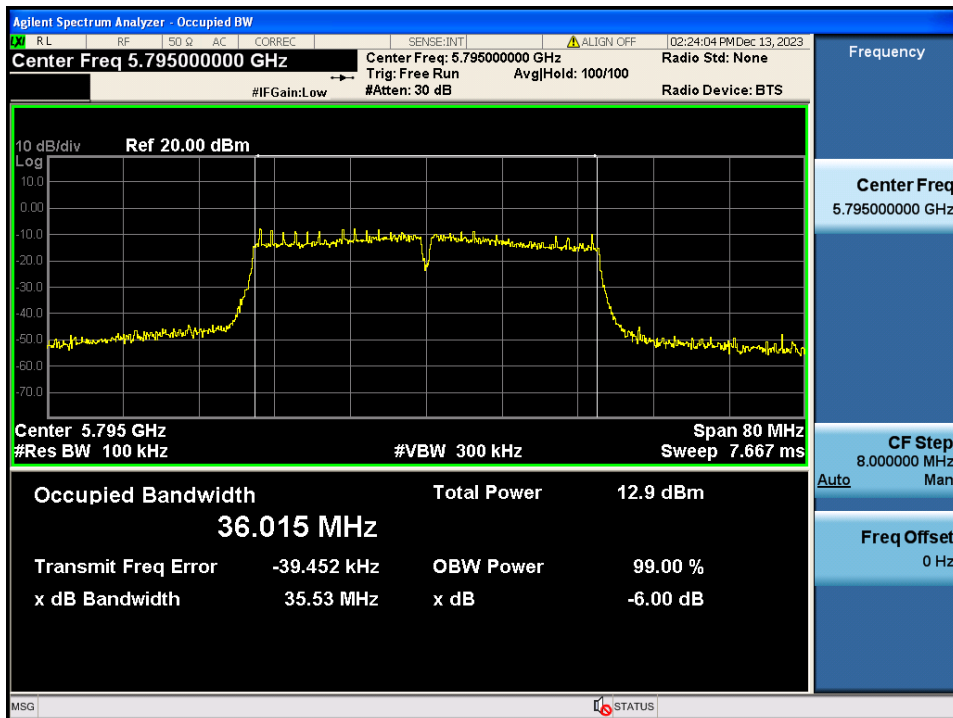 Agilent Spectrum Analyzer - Occupied BW
LXI RL RF 50 Ω AC CORREC SENSE:INT ALIGN OFF 02:24:04 PM Dec 13, 2023
Center Freq 5.795000000 GHz
Center Freq: 5.795000000 GHz
Radio Std: None
Trig: Free Run Avg|Hold: 100/100
#IFGain:Low
#Atten: 30 dB
Radio Device: BTS
10 dB/div Ref 20.00 dBm
Log
10.0
0.00
-10.0
-20.0
-30.0
-40.0
-50.0
-60.0
-70.0
Center 5.795 GHz
Span 80 MHz
#Res BW 100 kHz
#VBW 300 kHz
Sweep 7.667 ms
Occupied Bandwidth
Total Power 12.9 dBm
36.015 MHz
Transmit Freq Error -39.452 kHz
OBW Power 99.00 %
x dB Bandwidth 35.53 MHz
x dB -6.00 dB
Frequency
Center Freq
5.795000000 GHz
CF Step
8.000000 MHz
Auto Man
Freq Offset
0 Hz
MSG
STATUS